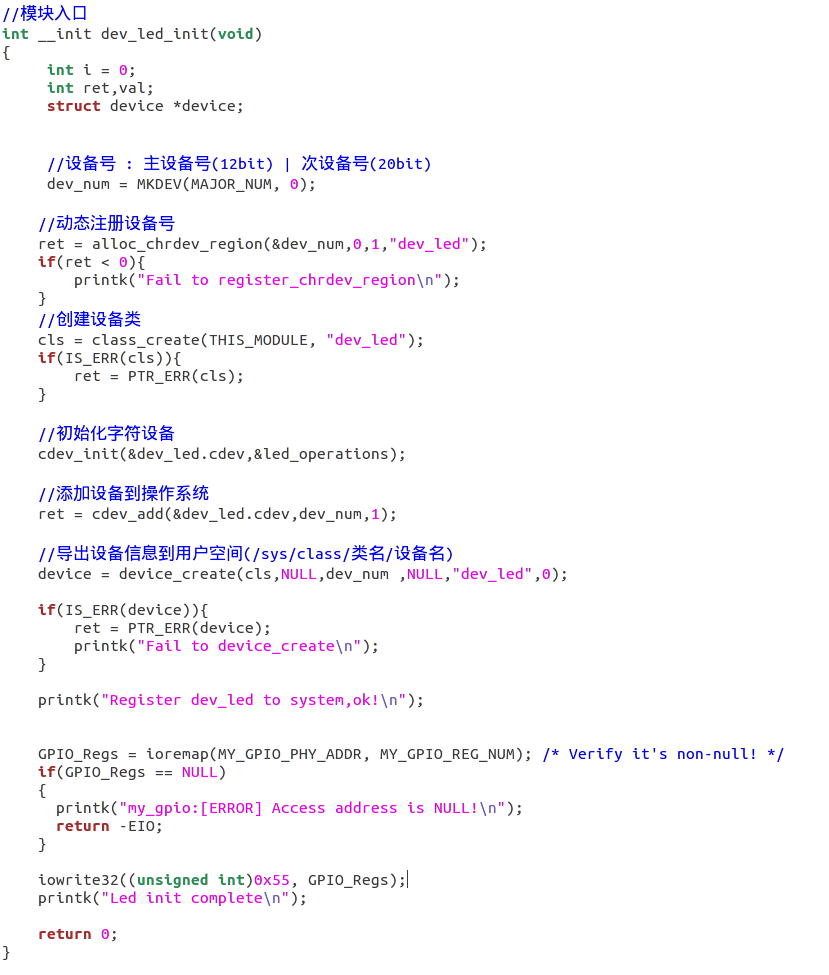 //模块入口
int __init dev_led_init(void)
{
     int i = 0;
     int ret,val;
     struct device *device;
     //设备号 : 主设备号(12bit) | 次设备号(20bit)
     dev_num = MKDEV(MAJOR_NUM, 0);
    //动态注册设备号
    ret = alloc_chrdev_region(&dev_num,0,1,"dev_led");
    if(ret < 0){
        printk("Fail to register_chrdev_region\n");
    }
    //创建设备类
    cls = class_create(THIS_MODULE, "dev_led");
    if(IS_ERR(cls)){
        ret = PTR_ERR(cls);
    }
    //初始化字符设备
    cdev_init(&dev_led.cdev,&led_operations);
    //添加设备到操作系统
    ret = cdev_add(&dev_led.cdev,dev_num,1);
    //导出设备信息到用户空间(/sys/class/类名/设备名)
    device = device_create(cls,NULL,dev_num ,NULL,"dev_led",0);
    if(IS_ERR(device)){
        ret = PTR_ERR(device);
        printk("Fail to device_create\n");
    }
    printk("Register dev_led to system,ok!\n");
    GPIO_Regs = ioremap(MY_GPIO_PHY_ADDR, MY_GPIO_REG_NUM); /* Verify it's non-null! */
    if(GPIO_Regs == NULL)
    {
      printk("my_gpio:[ERROR] Access address is NULL!\n");
      return -EIO;
    }
    iowrite32((unsigned int)0x55, GPIO_Regs);
    printk("Led init complete\n");
    return 0;
}